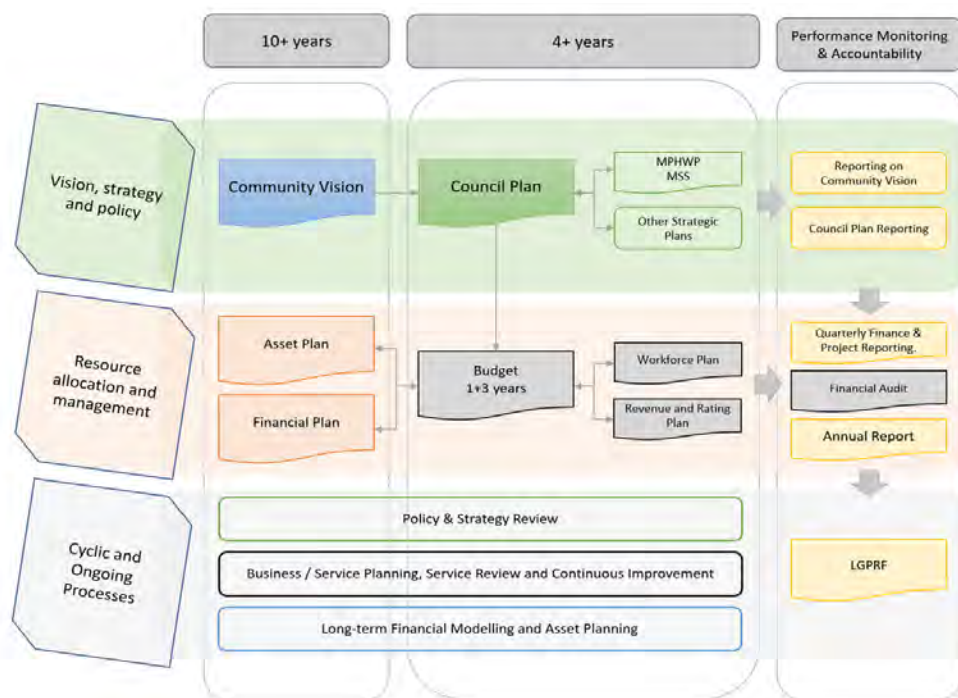 10+ years
4+ years
Performance Monitoring
& Accountability
Vision, strategy
and policy
Community Vision
Council Plan
MPHWP
MSS
Other Strategic
Plans
Reporting on
Community Vision
Council Plan Reporting
Resource
allocation and
management
Asset Plan
Financial Plan
Budget
1+3 years
Workforce Plan
Revenue and Rating
Plan
Quarterly Finance &
Project Reporting.
Financial Audit
Annual Report
Cyclic and
Ongoing
Processes
Policy & Strategy Review
Business / Service Planning, Service Review and Continuous Improvement
Long-term Financial Modelling and Asset Planning
LGPRF